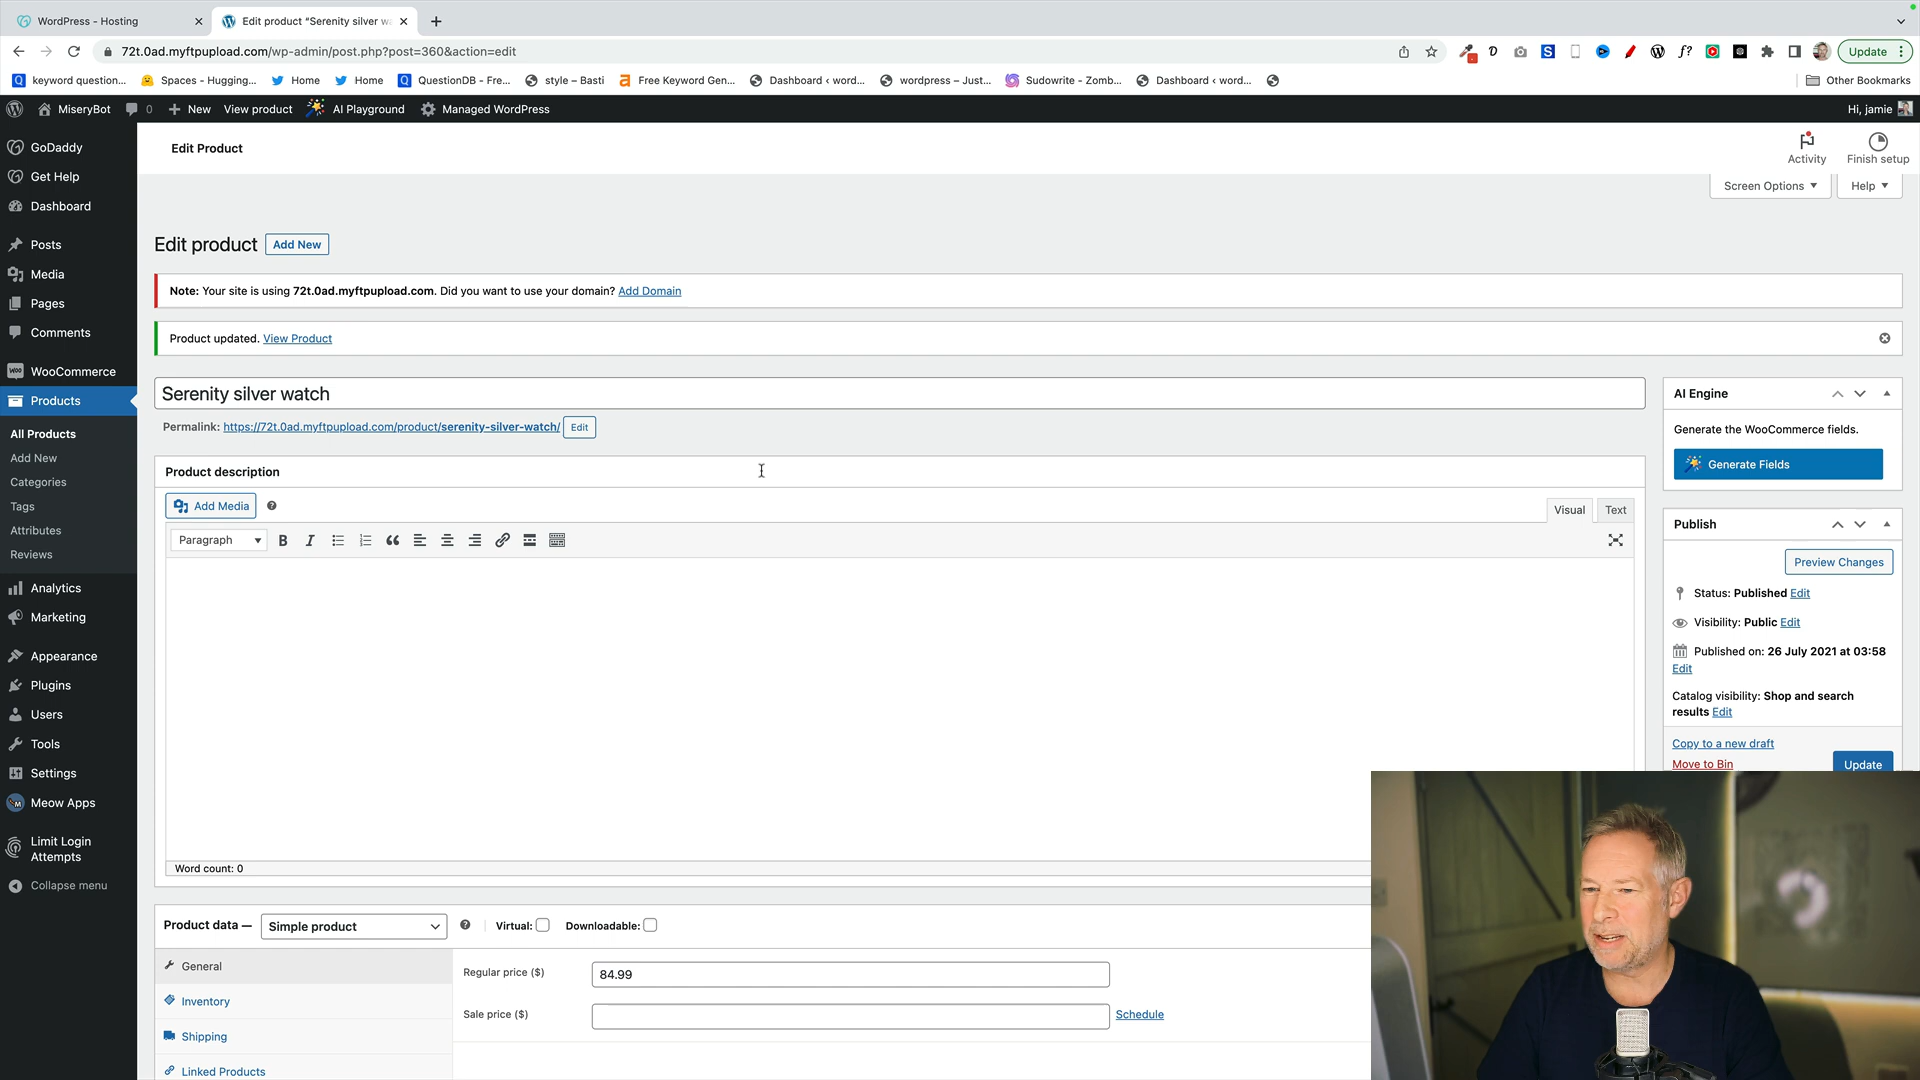 WordPress - Hosting
Edit product “Serenity silver wa
72t.0ad.myftpupload.com/wp-admin/post.php?post=360&action=edit
Update
keyword question...
Spaces - Hugging...
Home
Home
QuestionDB - Fre...
style – Basti
Free Keyword Gen...
Dashboard ‹ word...
wordpress – Just...
Sudowrite - Zomb...
Dashboard ‹ word...
Other Bookmarks
MiseryBot
0
New
View product
AI Playground
Managed WordPress
Hi, jamie
GoDaddy
Get Help
Dashboard
Posts
Media
Pages
Comments
WooCommerce
Products
All Products
Add New
Categories
Tags
Attributes
Reviews
Analytics
Marketing
Appearance
Plugins
Users
Tools
Settings
Meow Apps
Limit Login
Attempts
Collapse menu
Edit Product
Activity
Finish setup
Screen Options
Help
Edit product
Add New
Note: Your site is using 72t.0ad.myftpupload.com. Did you want to use your domain? Add Domain
Product updated. View Product
Serenity silver watch
Permalink: https://72t.0ad.myftpupload.com/product/serenity-silver-watch/ Edit
Product description
Add Media
Visual
Text
Paragraph
Word count: 0
Product data —
Simple product
Virtual:
Downloadable:
General
Inventory
Shipping
Linked Products
Regular price ($)
84.99
Sale price ($)
Schedule
AI Engine
Generate the WooCommerce fields.
Generate Fields
Publish
Preview Changes
Status: Published Edit
Visibility: Public Edit
Published on: 26 July 2021 at 03:58
Edit
Catalog visibility: Shop and search
results Edit
Copy to a new draft
Move to Bin
Update